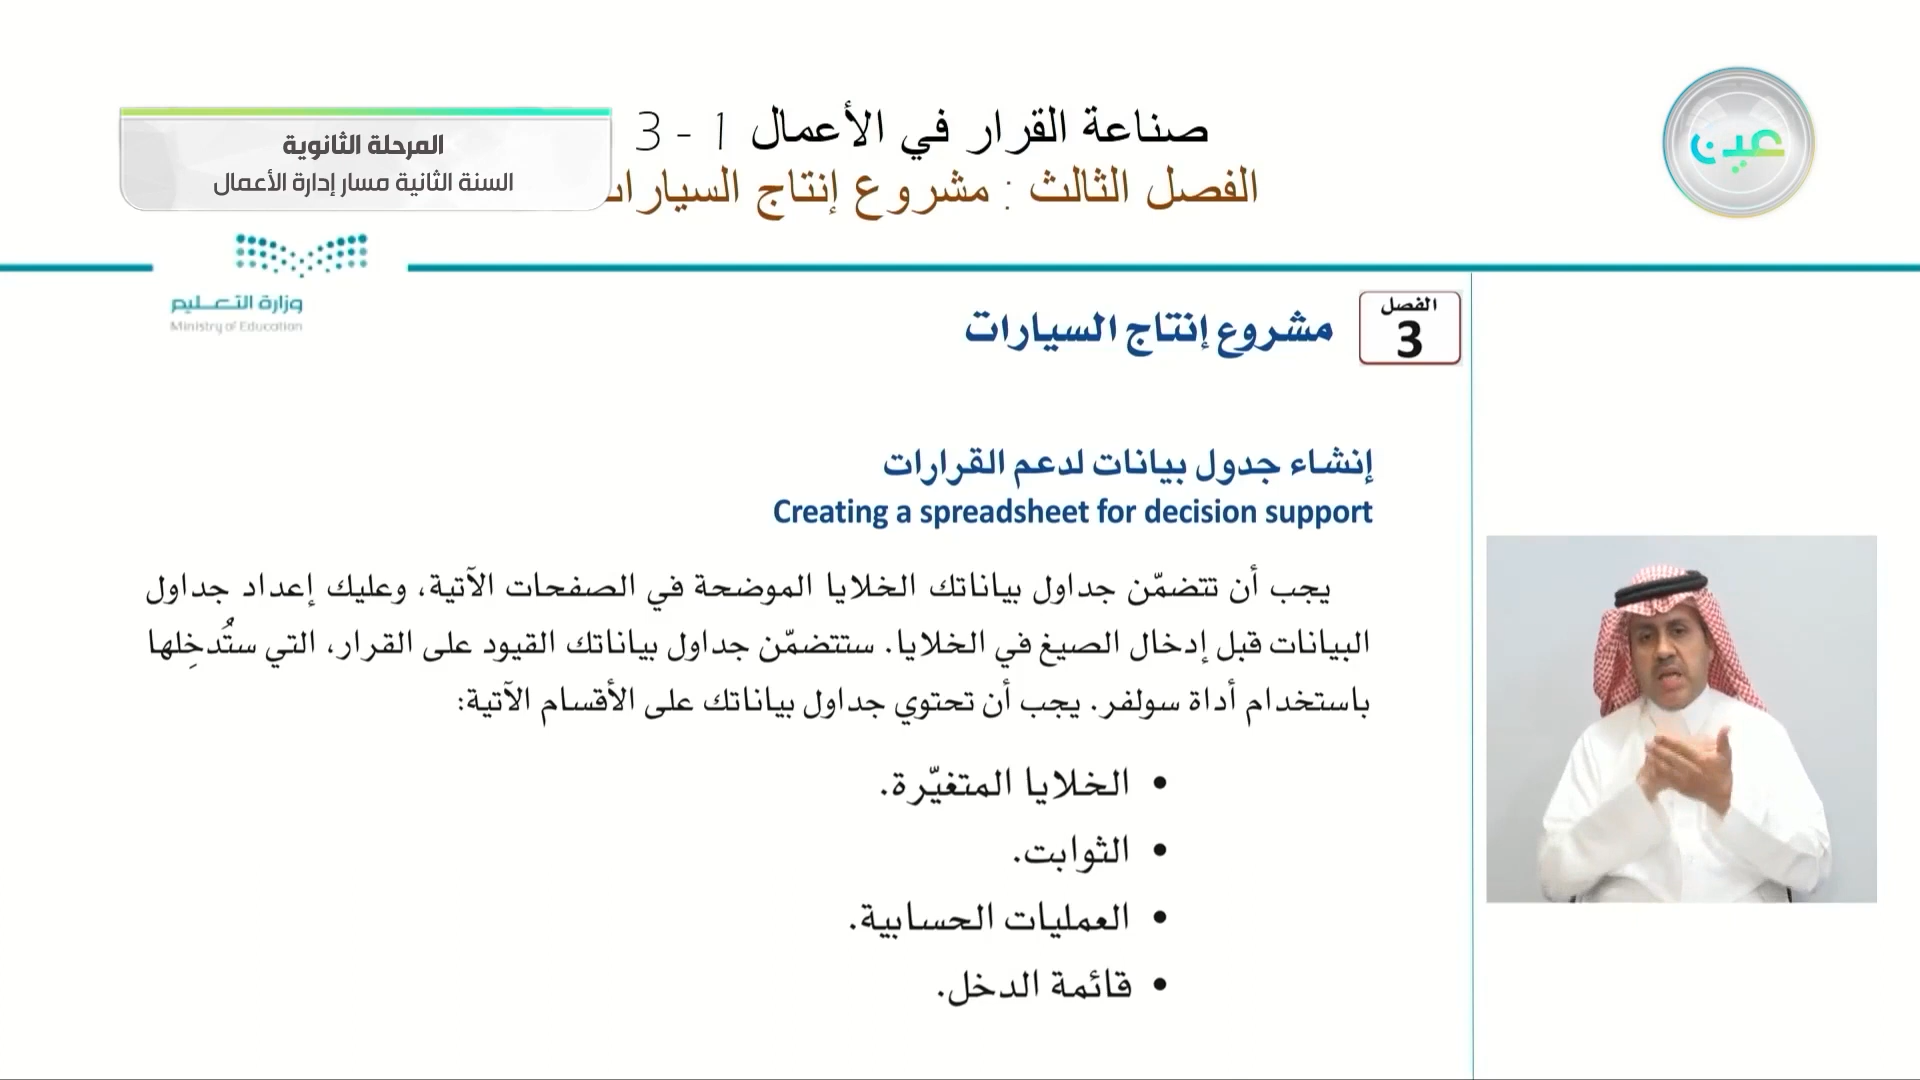 صناعة القرار في الأعمال 1 - 3
الفصل الثالث : مشروع إنتاج
المرحلة الثانوية
السنة الثانية مسار إدارة الأعمال
عين
وزارة التعليم
Ministry of Education
الفصل
3
مشروع إنتاج السيارات
إنشاء جدول بيانات لدعم القرارات
Creating a spreadsheet for decision support
يجب أن تتضمّن جداول بياناتك الخلايا الموضحة في الصفحات الآتية، وعليك إعداد جداول
البيانات قبل إدخال الصيغ في الخلايا. ستتضمّن جداول بياناتك القيود على القرار، التي ستُدخِلها
باستخدام أداة سولفر. يجب أن تحتوي جداول بياناتك على الأقسام الآتية:
• الخلايا المتغيّرة.
• الثوابت.
• العمليات الحسابية.
• قائمة الدخل.